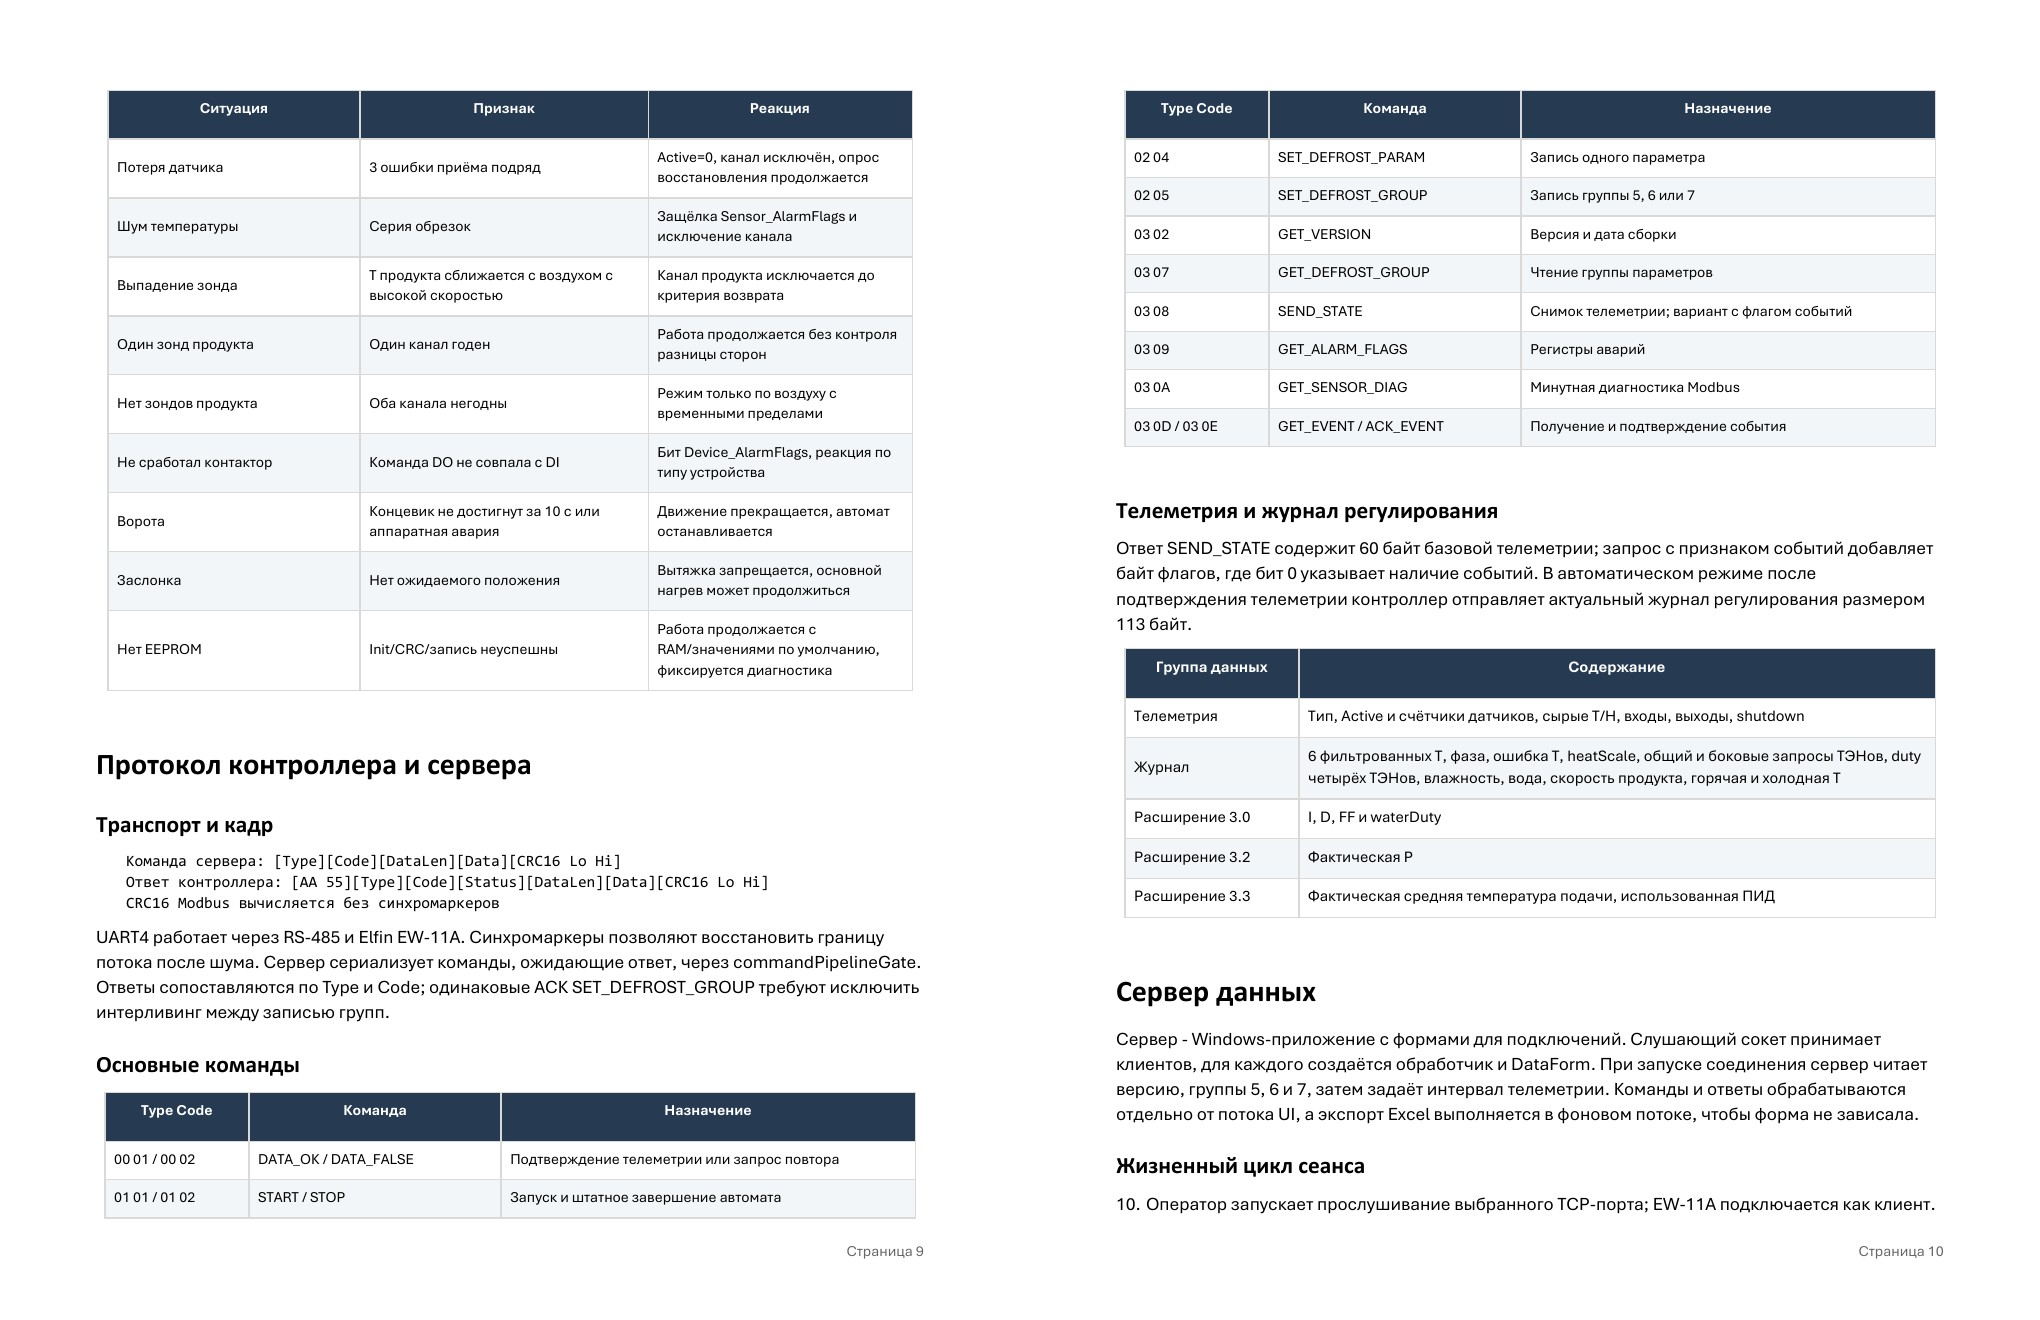 Ситуация Признак Реакция
Потеря датчика 3 ошибки приёма подряд Active=0, канал исключён, опрос
восстановления продолжается
Шум температуры Серия обрезок Защёлка Sensor_AlarmFlags и
исключение канала
Выпадение зонда Т продукта сближается с воздухом с
высокой скоростью Канал продукта исключается до
критерия возврата
Один зонд продукта Один канал годен Работа продолжается без контроля
разницы сторон
Нет зондов продукта Оба канала негодны Режим только по воздуху с
временными пределами
Не сработал контактор Команда DO не совпала с DI Бит Device_AlarmFlags, реакция по
типу устройства
Ворота Концевик не достигнут за 10 с или
аппаратная авария Движение прекращается, автомат
останавливается
Заслонка Нет ожидаемого положения Вытяжка запрещается, основной
нагрев может продолжиться
Нет EEPROM Init/CRC/запись неуспешны Работа продолжается с
RAM/значениями по умолчанию,
фиксируется диагностика
Протокол контроллера и сервера
Транспорт и кадр
Команда сервера: [Type][Code][DataLen][Data][CRC16 Lo Hi]
Ответ контроллера: [AA 55][Type][Code][Status][DataLen][Data][CRC16 Lo Hi]
CRC16 Modbus вычисляется без синхромаркеров
UART4 работает через RS-485 и Elfin EW-11A. Синхромаркеры позволяют восстановить границу
потока после шума. Сервер сериализует команды, ожидающие ответ, через commandPipelineGate.
Ответы сопоставляются по Type и Code; одинаковые ACK SET_DEFROST_GROUP требуют исключить
интерливинг между записью групп.
Основные команды
Type Code Команда Назначение
00 01 / 00 02 DATA_OK / DATA_FALSE Подтверждение телеметрии или запрос повтора
01 01 / 01 02 START / STOP Запуск и штатное завершение автомата
Страница 9
Type Code Команда Назначение
02 04 SET_DEFROST_PARAM Запись одного параметра
02 05 SET_DEFROST_GROUP Запись группы 5, 6 или 7
03 02 GET_VERSION Версия и дата сборки
03 07 GET_DEFROST_GROUP Чтение группы параметров
03 08 SEND_STATE Снимок телеметрии; вариант с флагом событий
03 09 GET_ALARM_FLAGS Регистры аварий
03 0A GET_SENSOR_DIAG Минутная диагностика Modbus
03 0D / 03 0E GET_EVENT / ACK_EVENT Получение и подтверждение события
Телеметрия и журнал регулирования
Ответ SEND_STATE содержит 60 байт базовой телеметрии; запрос с признаком событий добавляет
байт флагов, где бит 0 указывает наличие событий. В автоматическом режиме после
подтверждения телеметрии контроллер отправляет актуальный журнал регулирования размером
113 байт.
Группа данных Содержание
Телеметрия Тип, Active и счётчики датчиков, сырые T/H, входы, выходы, shutdown
Журнал 6 фильтрованных T, фаза, ошибка T, heatScale, общий и боковые запросы ТЭНов, duty
четырёх ТЭНов, влажность, вода, скорость продукта, горячая и холодная T
Расширение 3.0 I, D, FF и waterDuty
Расширение 3.2 Фактическая P
Расширение 3.3 Фактическая средняя температура подачи, использованная ПИД
Сервер данных
Сервер - Windows-приложение с формами для подключений. Слушающий сокет принимает
клиентов, для каждого создаётся обработчик и DataForm. При запуске соединения сервер читает
версию, группы 5, 6 и 7, затем задаёт интервал телеметрии. Команды и ответы обрабатываются
отдельно от потока UI, а экспорт Excel выполняется в фоновом потоке, чтобы форма не зависала.
Жизненный цикл сеанса
10. Оператор запускает прослушивание выбранного TCP-порта; EW-11A подключается как клиент.
Страница 10